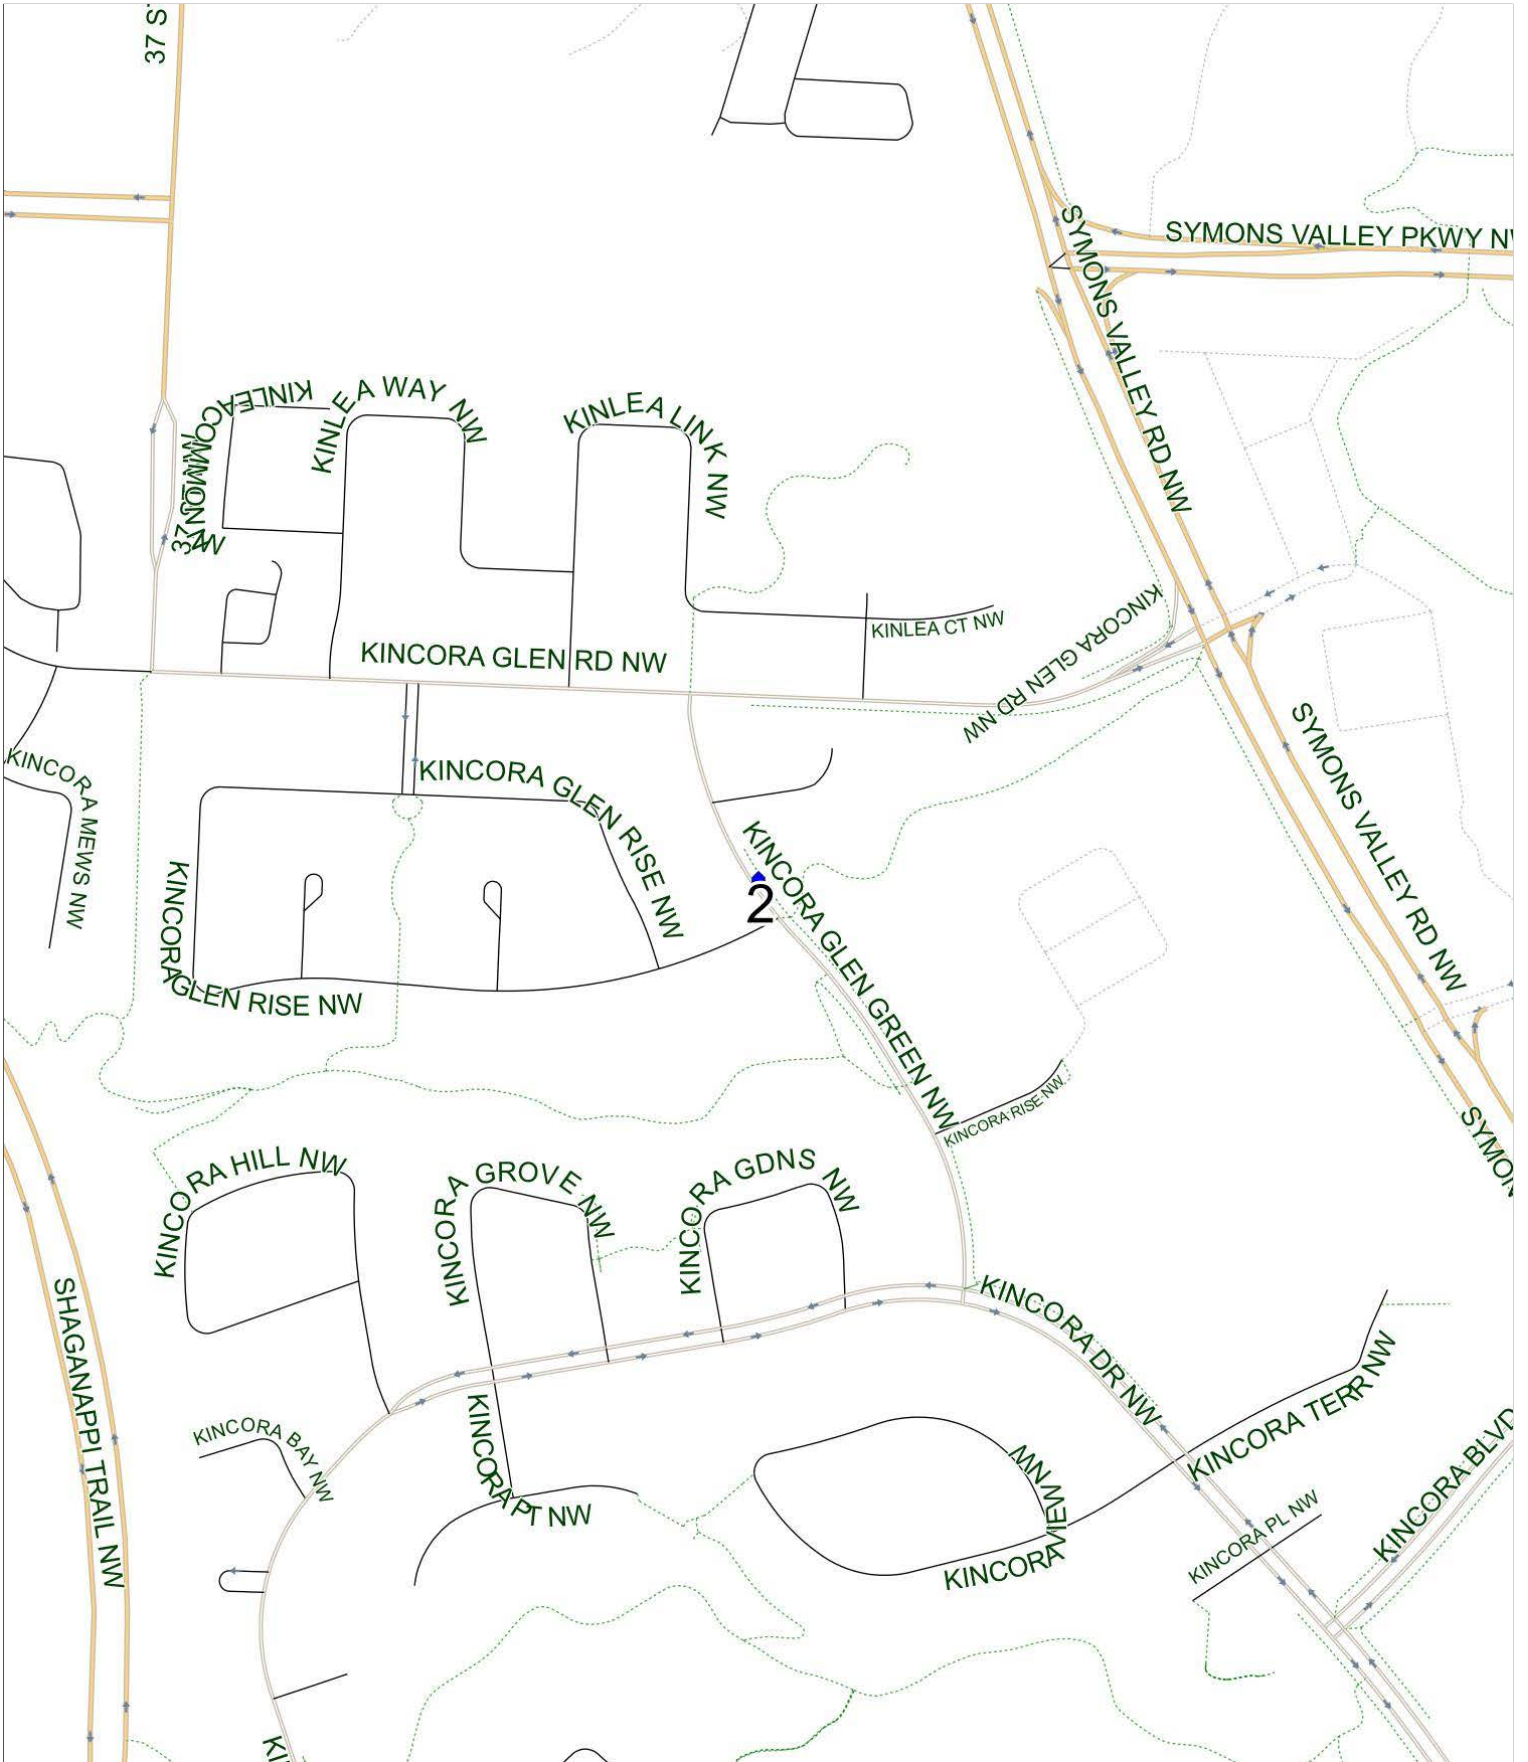 37 S
SYMONS VALLEY PKWY NW
SYMONS VALLEY RD NW
KINLEA COMMON NW
KINLEA WAY NW
KINLEA LINK NW
37 S
KINLEA CT NW
KINCORA GLEN RD NW
KINCORA GLEN RD NW
SYMONS VALLEY RD NW
KINCORA MEWS NW
KINCORA GLEN RISE NW
KINCORA GLEN RISE NW
2
KINCORA GLEN GREEN NW
KINCORA RISE NW
SYMON
KINCORA HILL NW
KINCORA GROVE NW
KINCORA GDNS NW
SHAGANAPPI TRAIL NW
KINCORA DR NW
KINCORA TERR NW
KINCORA BAY NW
KINCORA PT NW
KINCORA VIEW NW
KINCORA PL NW
KINCORA BLVD
KI